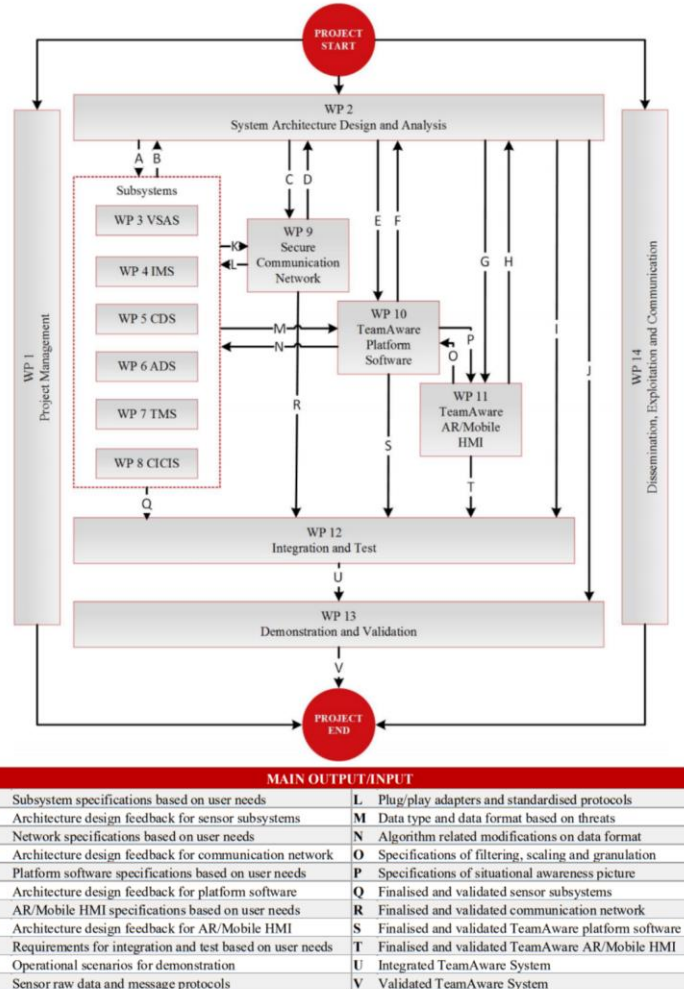 PROJECT
START
WP 2
System Architecture Design and Analysis
A B
C D
E F
G H
I
J
Subsystems
WP 3 VSAS
WP 4 IMS
WP 5 CDS
WP 6 ADS
WP 7 TMS
WP 8 CICIS
K
L
WP 9
Secure
Communication
Network
M
N
WP 10
TeamAware
Platform
Software
P
O
WP 11
TeamAware
AR/Mobile
HMI
R
S
T
Q
WP 1
Project Management
WP 14
Dissemination, Exploitation and Communication
WP 12
Integration and Test
U
WP 13
Demonstration and Validation
V
PROJECT
END
MAIN OUTPUT/INPUT
Subsystem specifications based on user needs L Plug/play adapters and standardised protocols
Architecture design feedback for sensor subsystems M Data type and data format based on threats
Network specifications based on user needs N Algorithm related modifications on data format
Architecture design feedback for communication network O Specifications of filtering, scaling and granulation
Platform software specifications based on user needs P Specifications of situational awareness picture
Architecture design feedback for platform software Q Finalised and validated sensor subsystems
AR/Mobile HMI specifications based on user needs R Finalised and validated communication network
Architecture design feedback for AR/Mobile HMI S Finalised and validated TeamAware platform software
Requirements for integration and test based on user needs T Finalised and validated TeamAware AR/Mobile HMI
Operational scenarios for demonstration U Integrated TeamAware System
Sensor raw data and message protocols V Validated TeamAware System